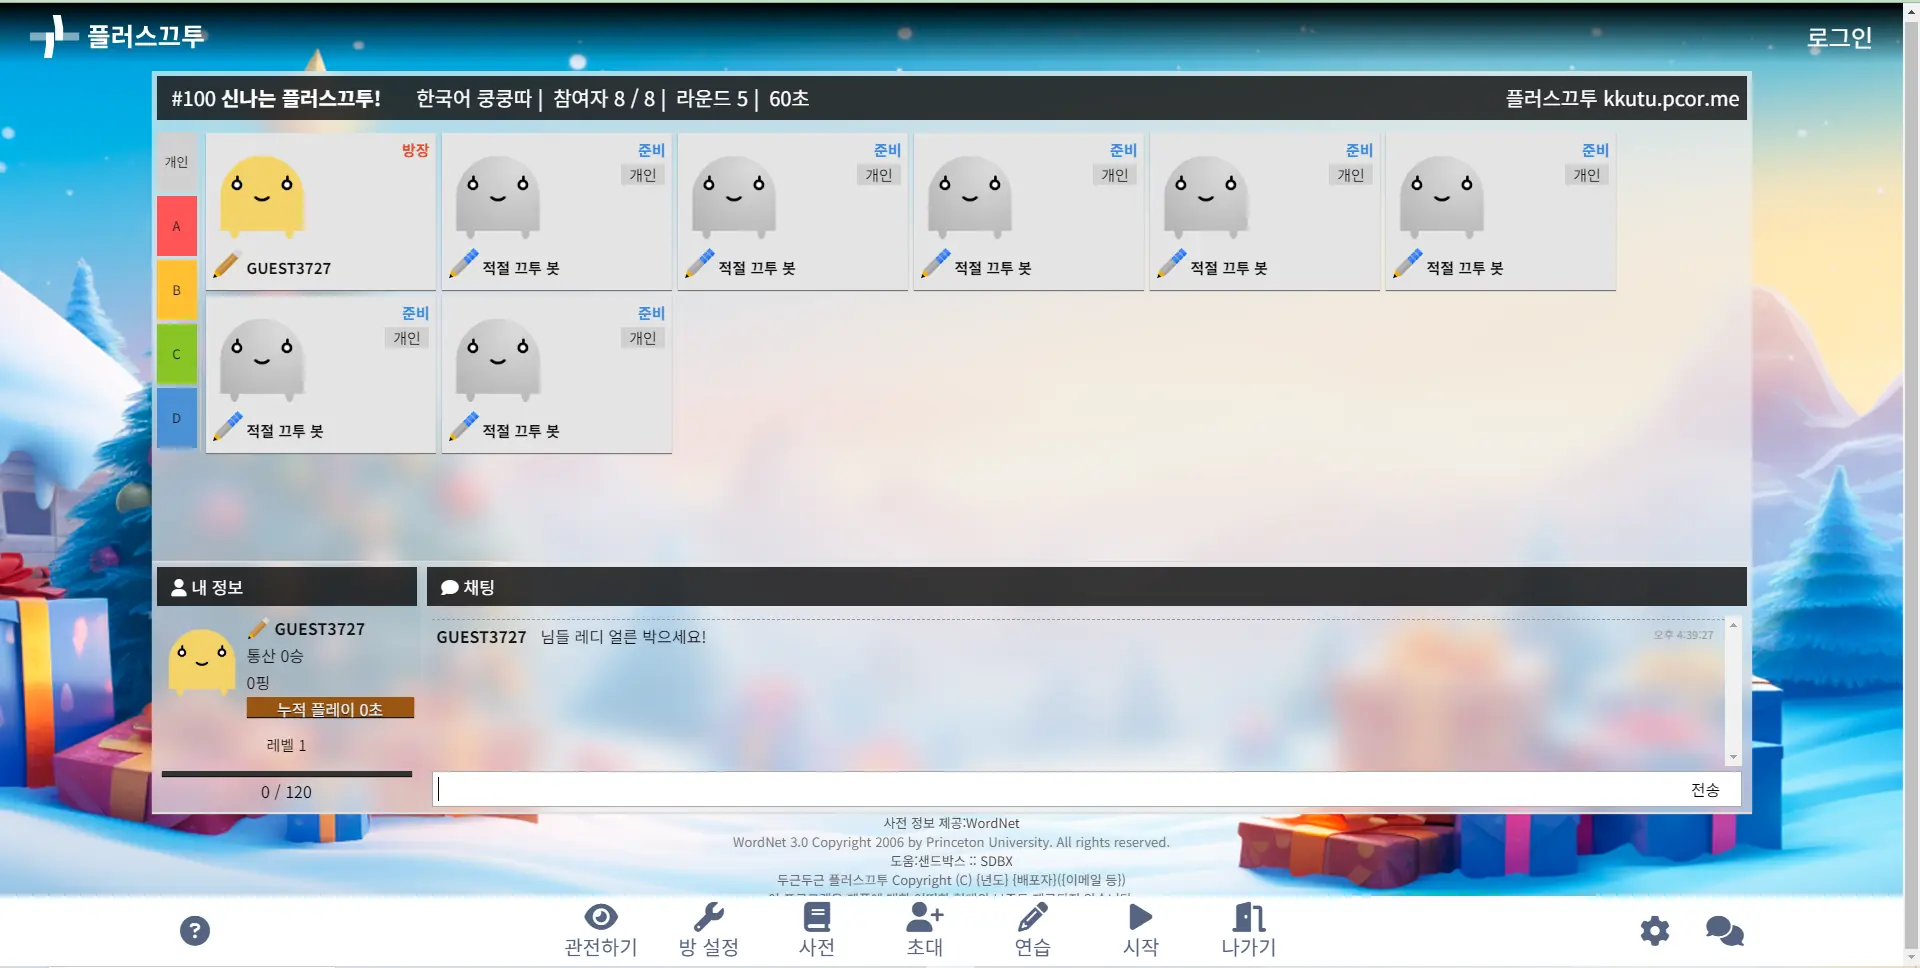 플러스끄투
로그인
#100 신나는 플러스끄투! 한국어 쿵쿵따 | 참여자 8 / 8 | 라운드 5 | 60초 플러스끄투 kkutu.pcor.me
개인
A
B
C
D
방장
GUEST3727
준비
개인
적절 끄투 봇
준비
개인
적절 끄투 봇
준비
개인
적절 끄투 봇
준비
개인
적절 끄투 봇
준비
개인
적절 끄투 봇
준비
개인
적절 끄투 봇
준비
개인
적절 끄투 봇
내 정보
GUEST3727
통산 0승
0핑
누적 플레이 0초
레벨 1
0 / 120
채팅
GUEST3727 님들 레디 얼른 박으세요! 오후 4:39:27
전송
사전 정보 제공:WordNet
WordNet 3.0 Copyright 2006 by Princeton University. All rights reserved.
도움:샌드박스 :: SDBX
두근두근 플러스끄투 Copyright (C) {년도} {배포자}({이메일 등})
?
관전하기
방 설정
사전
초대
연습
시작
나가기